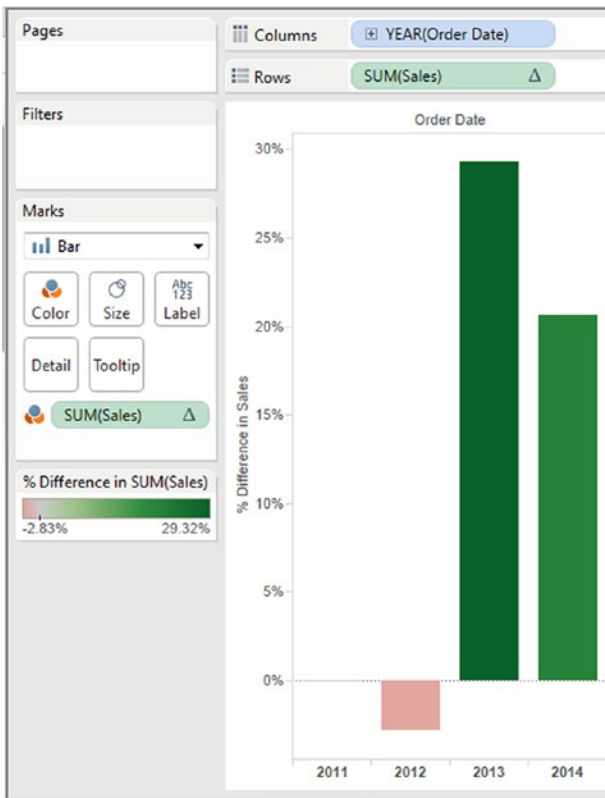 Pages
Columns
YEAR(Order Date)
Rows
SUM(Sales) Δ
Filters
Marks
Bar
Color
Size
Abc
123
Label
Detail
Tooltip
SUM(Sales) Δ
% Difference in SUM(Sales)
-2.83% 29.32%
Order Date
% Difference in Sales
30%
25%
20%
15%
10%
5%
0%
2011 2012 2013 2014